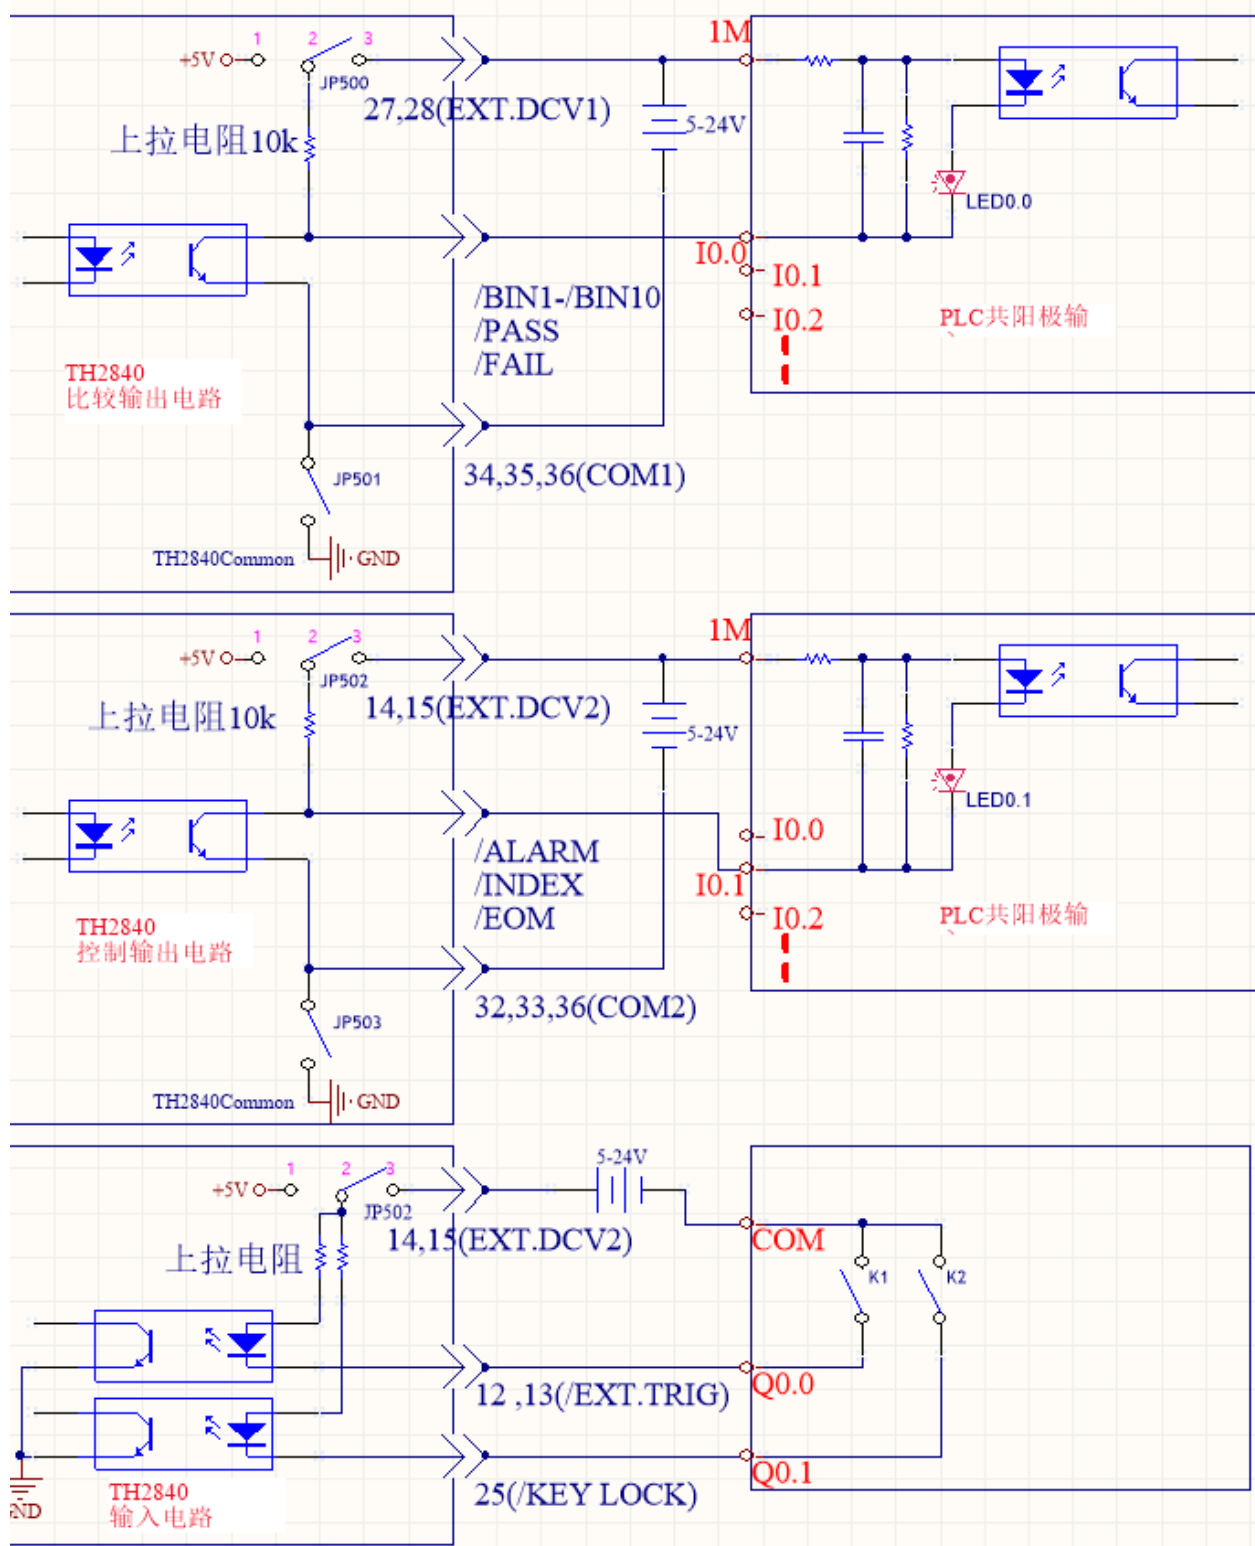 1M
1
2
3
+5V
JP500
27,28(EXT.DCV1)
5-24V
上拉电阻10k
LED0.0
I0.0
I0.1
I0.2
/BIN1-/BIN10
/PASS
/FAIL
PLC共阳极输
TH2840
比较输出电路
34,35,36(COM1)
JP501
TH2840Common
GND
1M
1
2
3
+5V
JP502
14,15(EXT.DCV2)
5-24V
上拉电阻10k
LED0.1
I0.0
I0.1
I0.2
/ALARM
/INDEX
/EOM
PLC共阳极输
TH2840
控制输出电路
32,33,36(COM2)
JP503
TH2840Common
GND
5-24V
1
2
3
+5V
JP502
14,15(EXT.DCV2)
COM
上拉电阻
K1
K2
12 ,13(/EXT.TRIG)
Q0.0
Q0.1
25(/KEY LOCK)
TH2840
输入电路
ND